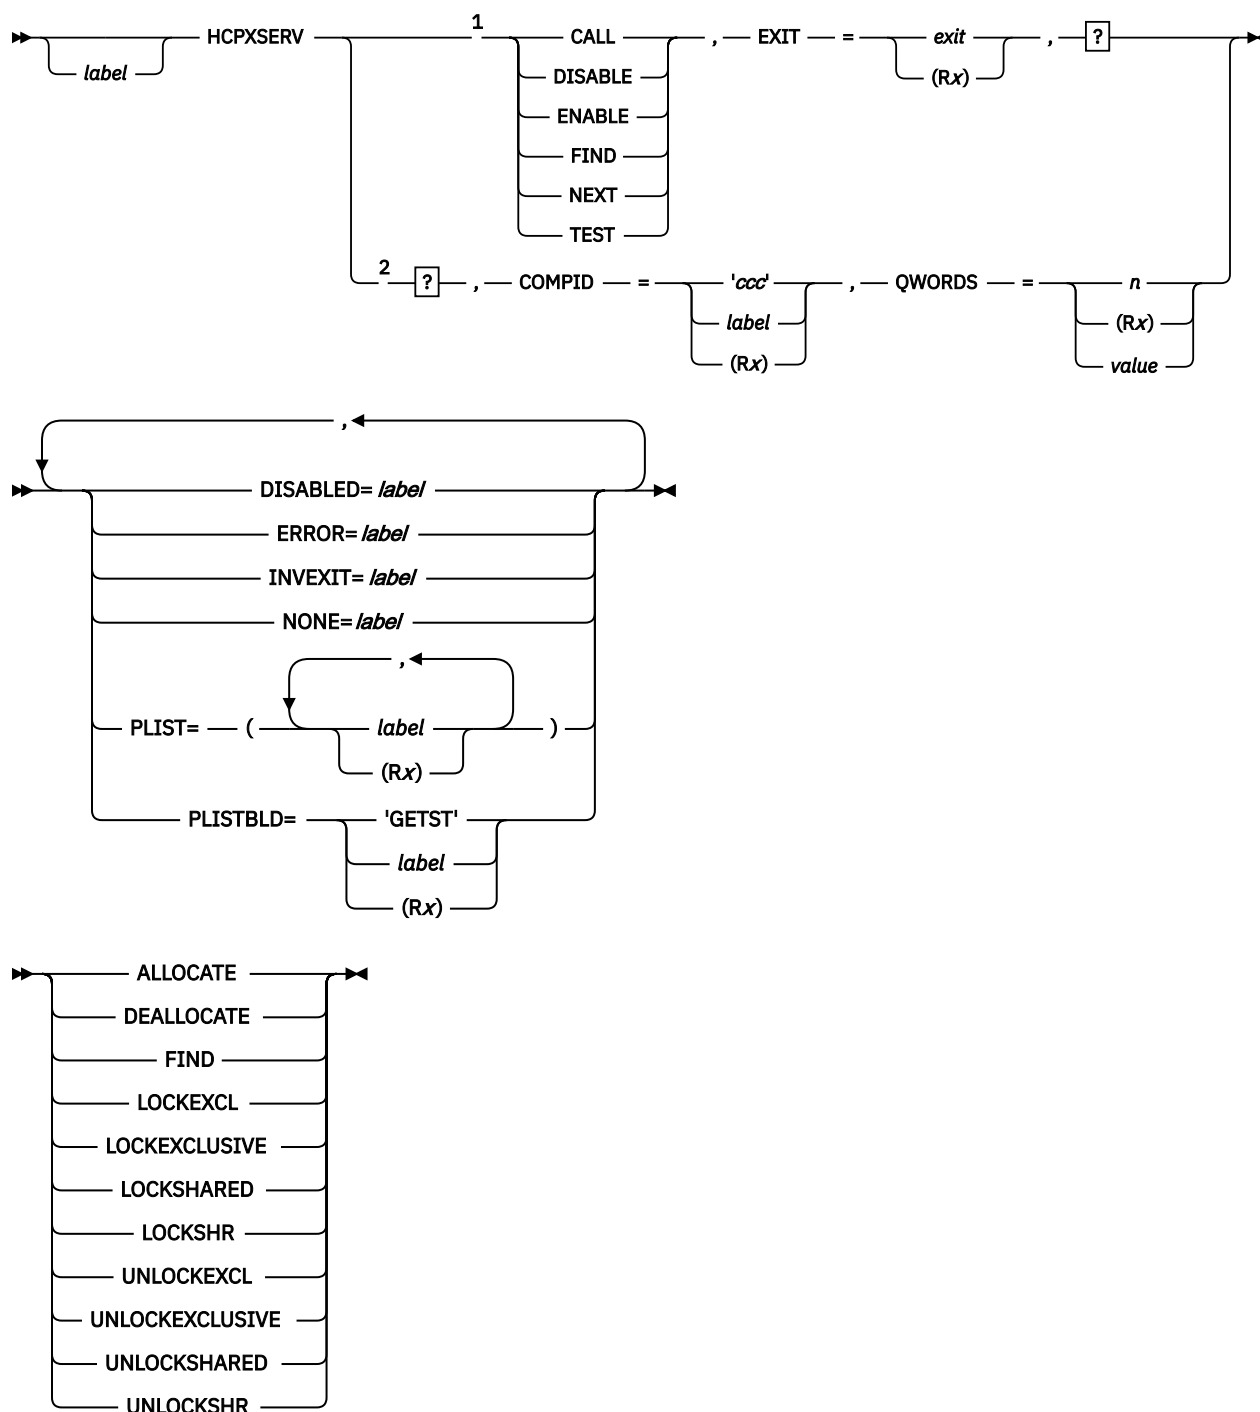 1
HCPXSERV CALL , EXIT = exit , ?
label DISABLE (Rx)
ENABLE
FIND
NEXT
TEST
2
? , COMPID = 'ccc' , QWORDS = n
label (Rx)
(Rx) value
,
DISABLED= label
ERROR= label
INVEXIT= label
NONE= label
,
PLIST= ( label )
(Rx)
PLISTBLD= 'GETST'
label
(Rx)
ALLOCATE
DEALLOCATE
FIND
LOCKEXCL
LOCKEXCLUSIVE
LOCKSHARED
LOCKSHR
UNLOCKEXCL
UNLOCKEXCLUSIVE
UNLOCKSHARED
UNLOCKSHR